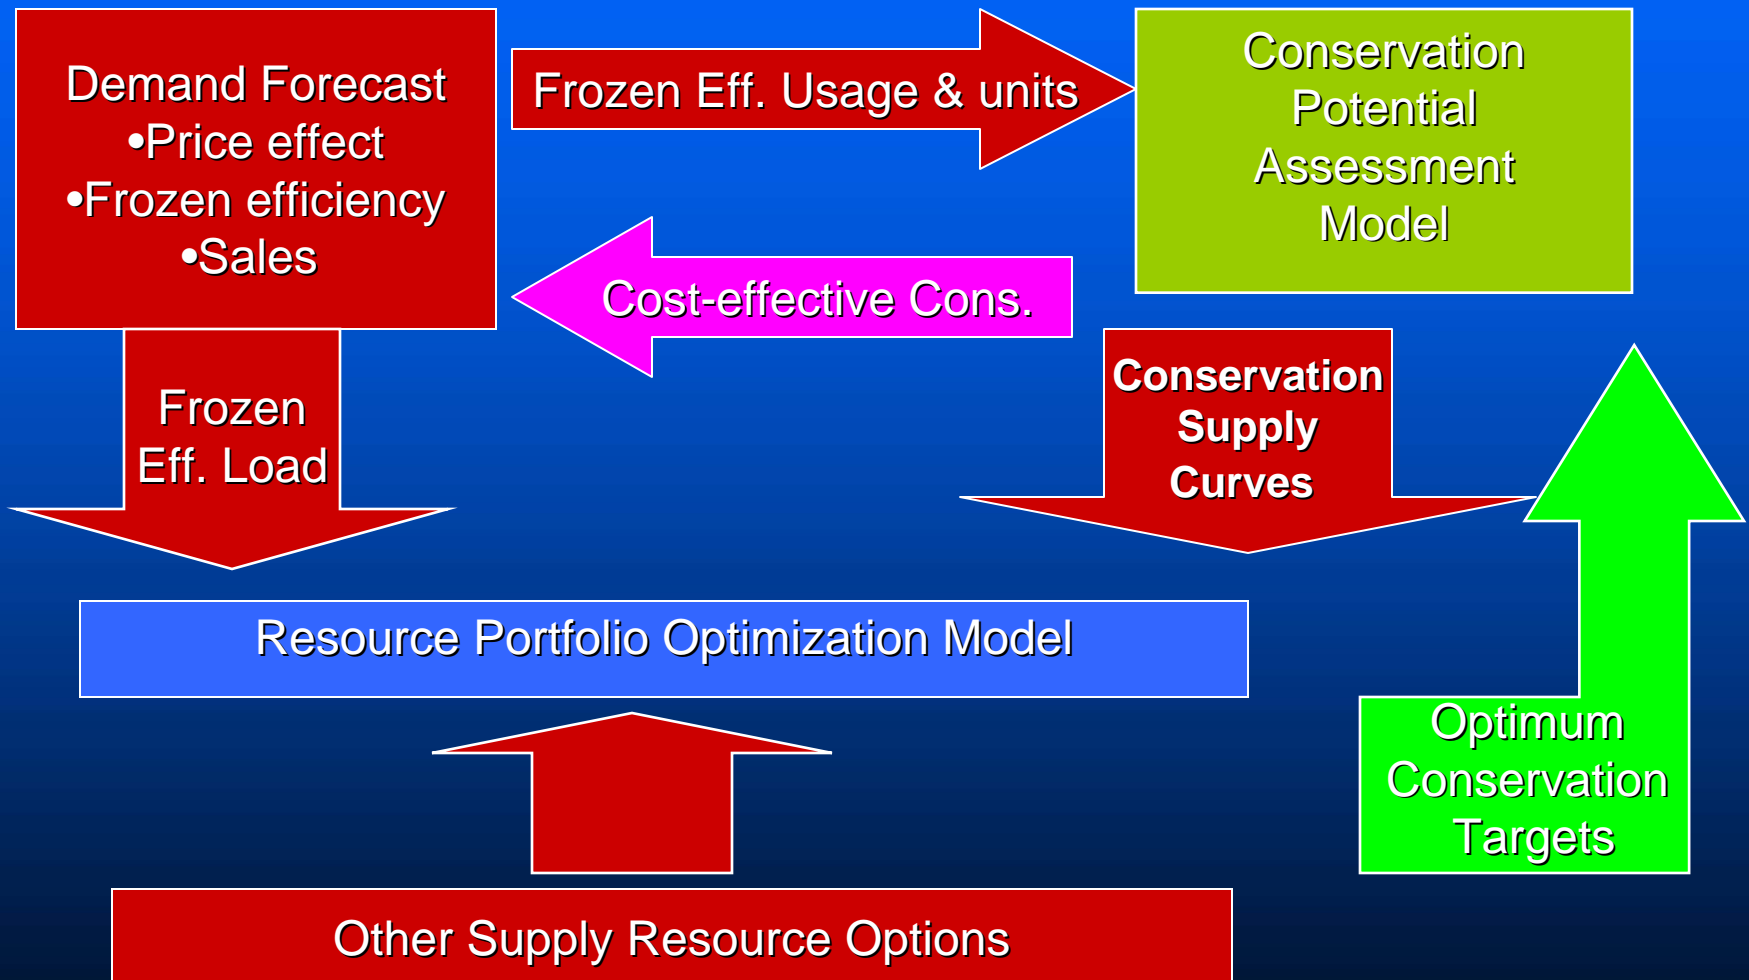 Demand Forecast
•Price effect
•Frozen efficiency
•Sales
Frozen Eff. Usage & units
Conservation
Potential
Assessment
Model
Cost-effective Cons.
Frozen
Eff. Load
Conservation
Supply
Curves
Resource Portfolio Optimization Model
Optimum
Conservation
Targets
Other Supply Resource Options